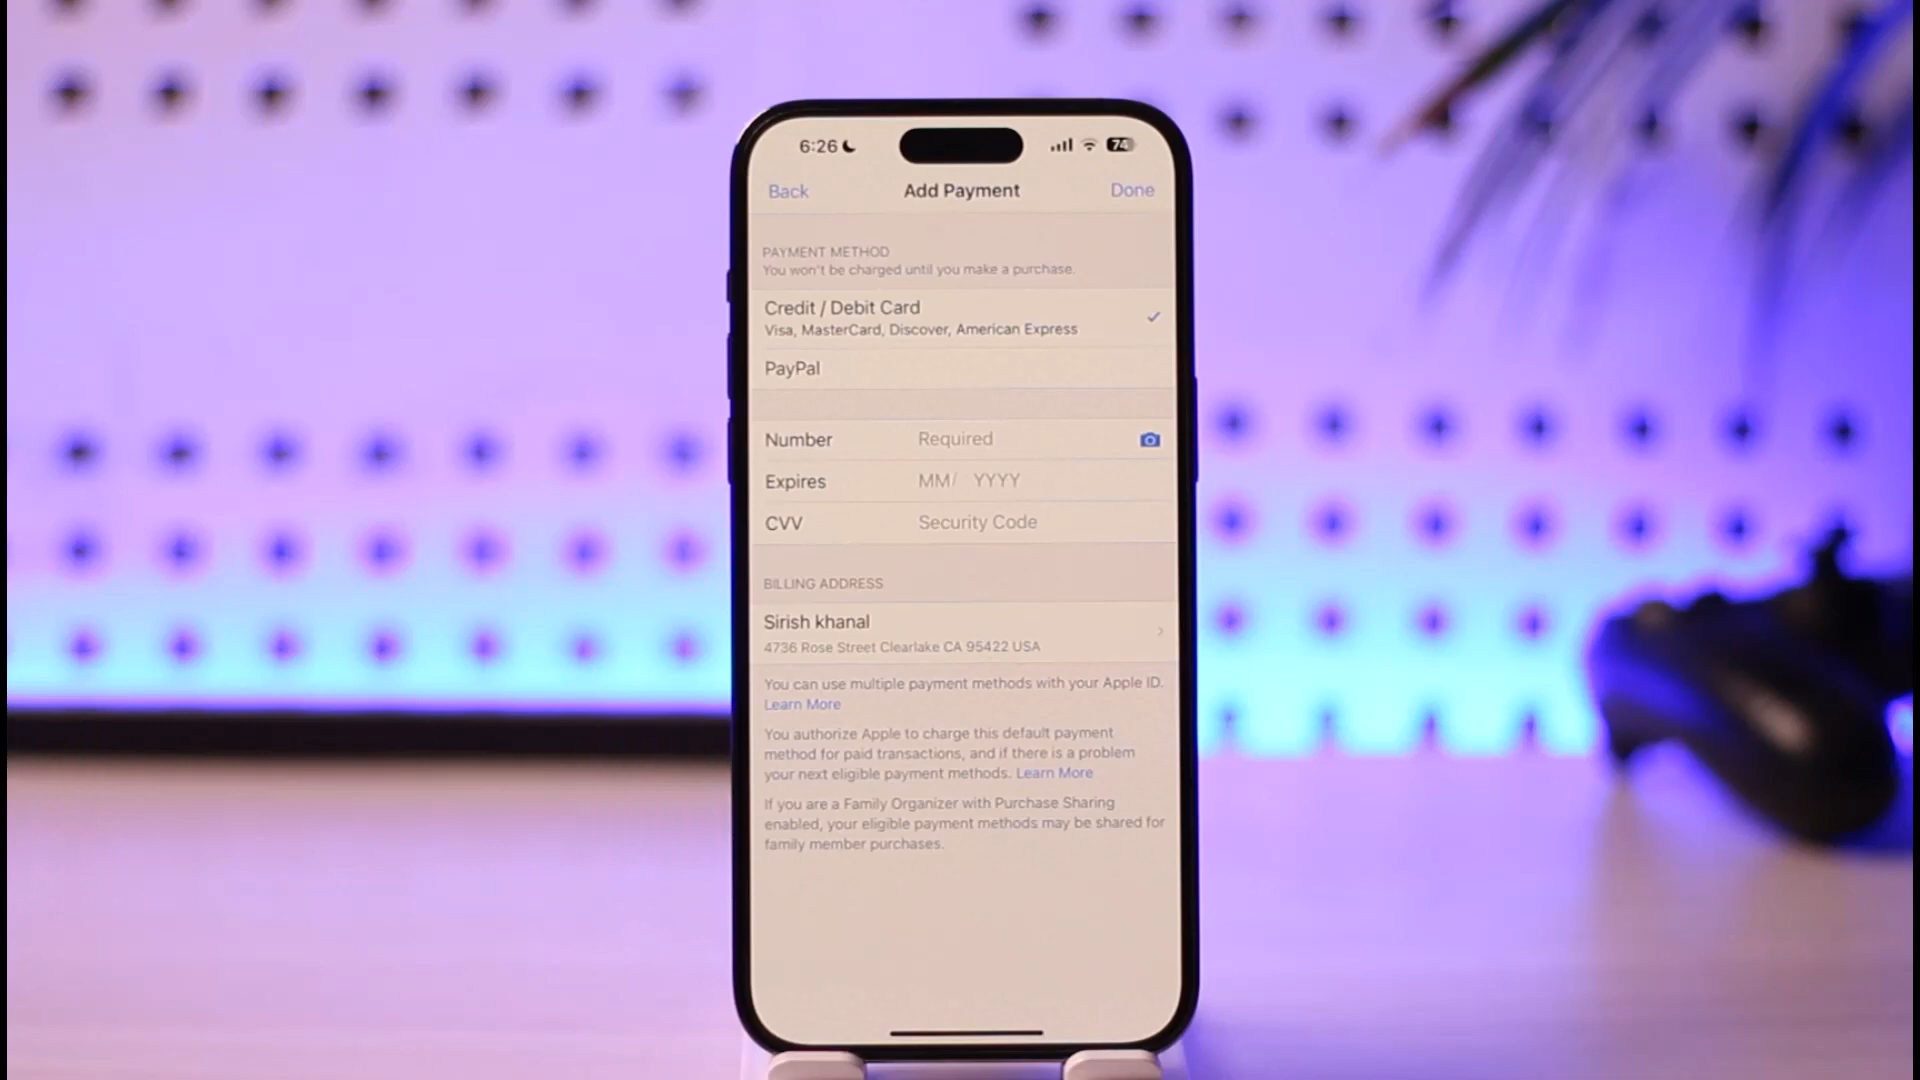 6:26
74
Back
Add Payment
Done
PAYMENT METHOD
You won't be charged until you make a purchase.
Credit / Debit Card
Visa, MasterCard, Discover, American Express
PayPal
Number Required
Expires MM/ YYYY
CVV Security Code
BILLING ADDRESS
Sirish khanal
4736 Rose Street Clearlake CA 95422 USA
You can use multiple payment methods with your Apple ID.
Learn More
You authorize Apple to charge this default payment
method for paid transactions, and if there is a problem
your next eligible payment methods. Learn More
If you are a Family Organizer with Purchase Sharing
enabled, your eligible payment methods may be shared for
family member purchases.